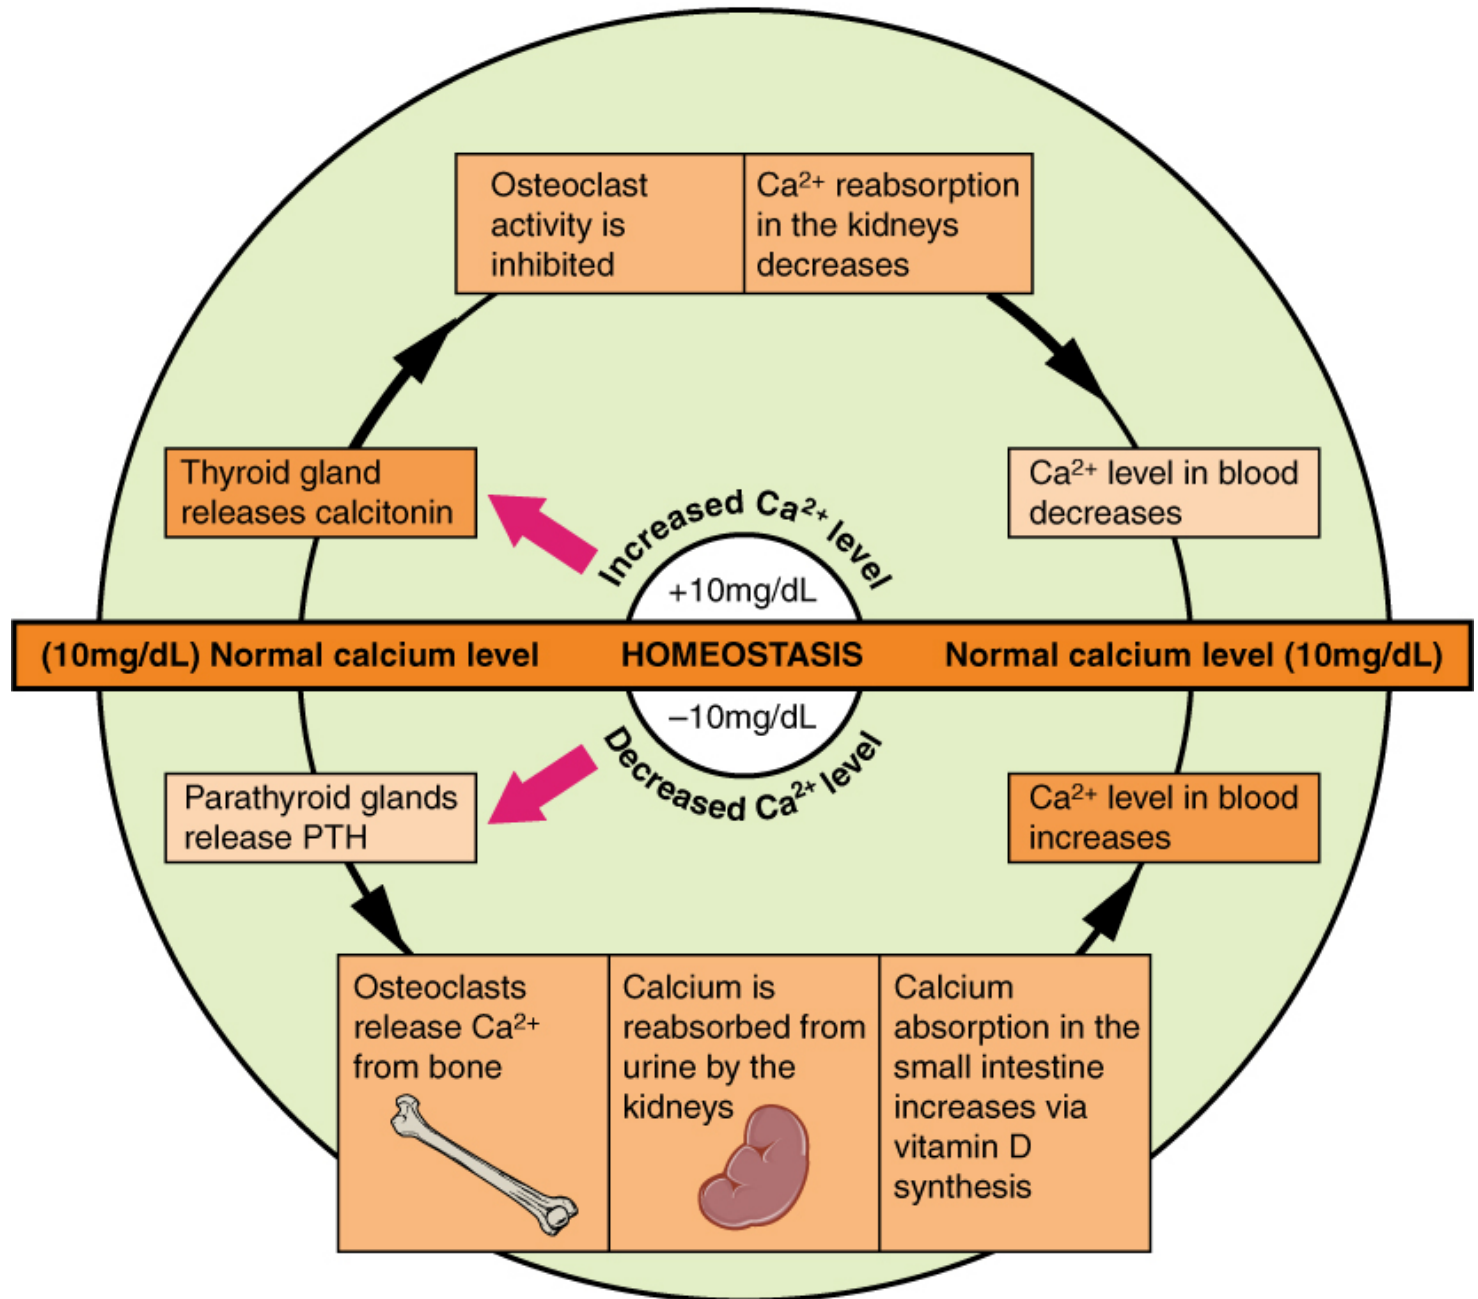 Osteoclast
activity is
inhibited
Ca²⁺ reabsorption
in the kidneys
decreases
Thyroid gland
releases calcitonin
Ca²⁺ level in blood
decreases
Increased Ca²⁺ level
+10mg/dL
(10mg/dL) Normal calcium level
HOMEOSTASIS
Normal calcium level (10mg/dL)
–10mg/dL
Decreased Ca²⁺ level
Parathyroid glands
release PTH
Ca²⁺ level in blood
increases
Osteoclasts
release Ca²⁺
from bone
Calcium is
reabsorbed from
urine by the
kidneys
Calcium
absorption in the
small intestine
increases via
vitamin D
synthesis